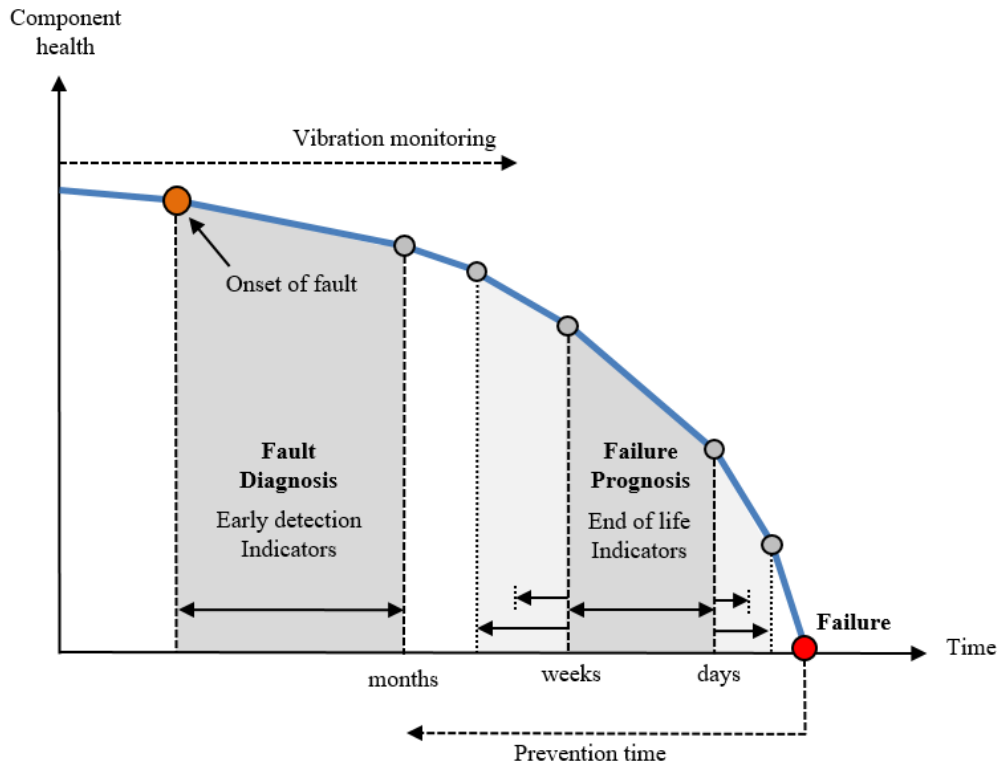 Component
health
Vibration monitoring
Onset of fault
Fault
Diagnosis
Early detection
Indicators
Failure
Prognosis
End of life
Indicators
Failure
Time
months
weeks
days
Prevention time